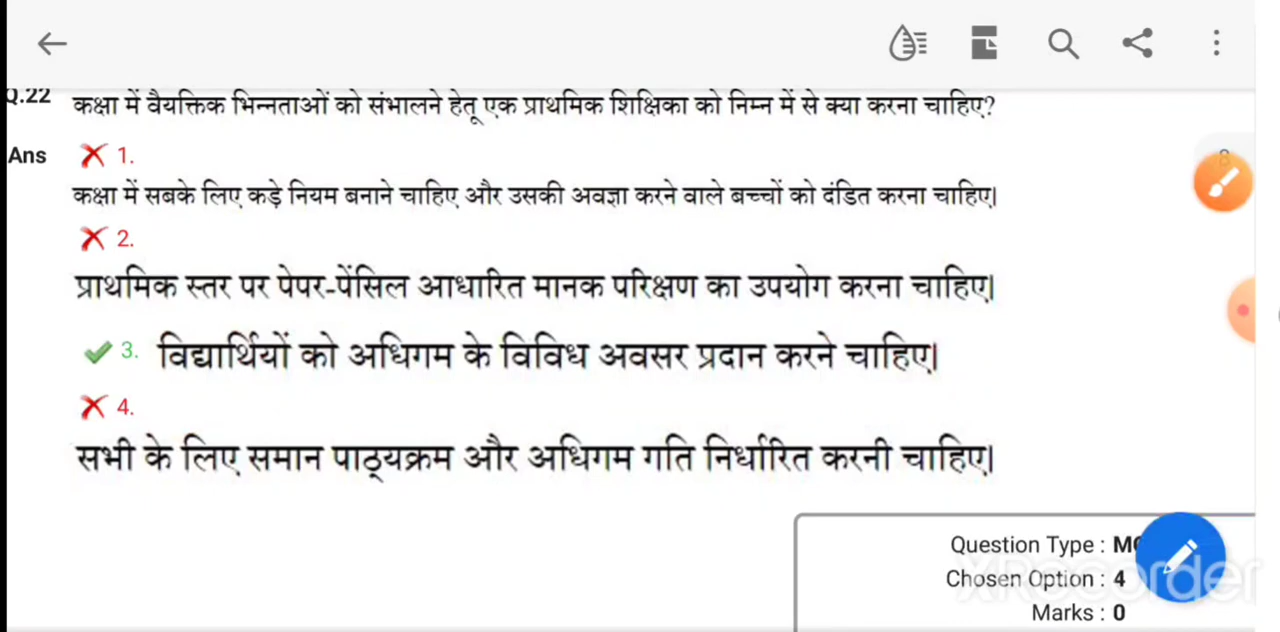 Q.22 कक्षा में वैयक्तिक भिन्नताओं को संभालने हेतू एक प्राथमिक शिक्षिका को निम्न में से क्या करना चाहिए?
Ans 1.
8
कक्षा में सबके लिए कड़े नियम बनाने चाहिए और उसकी अवज्ञा करने वाले बच्चों को दंडित करना चाहिए।
2.
प्राथमिक स्तर पर पेपर-पेंसिल आधारित मानक परिक्षण का उपयोग करना चाहिए।
3. विद्यार्थियों को अधिगम के विविध अवसर प्रदान करने चाहिए।
4.
सभी के लिए समान पाठ्यक्रम और अधिगम गति निर्धारित करनी चाहिए।
Question Type :
Chosen Option : 4
Marks : 0
XRecorder